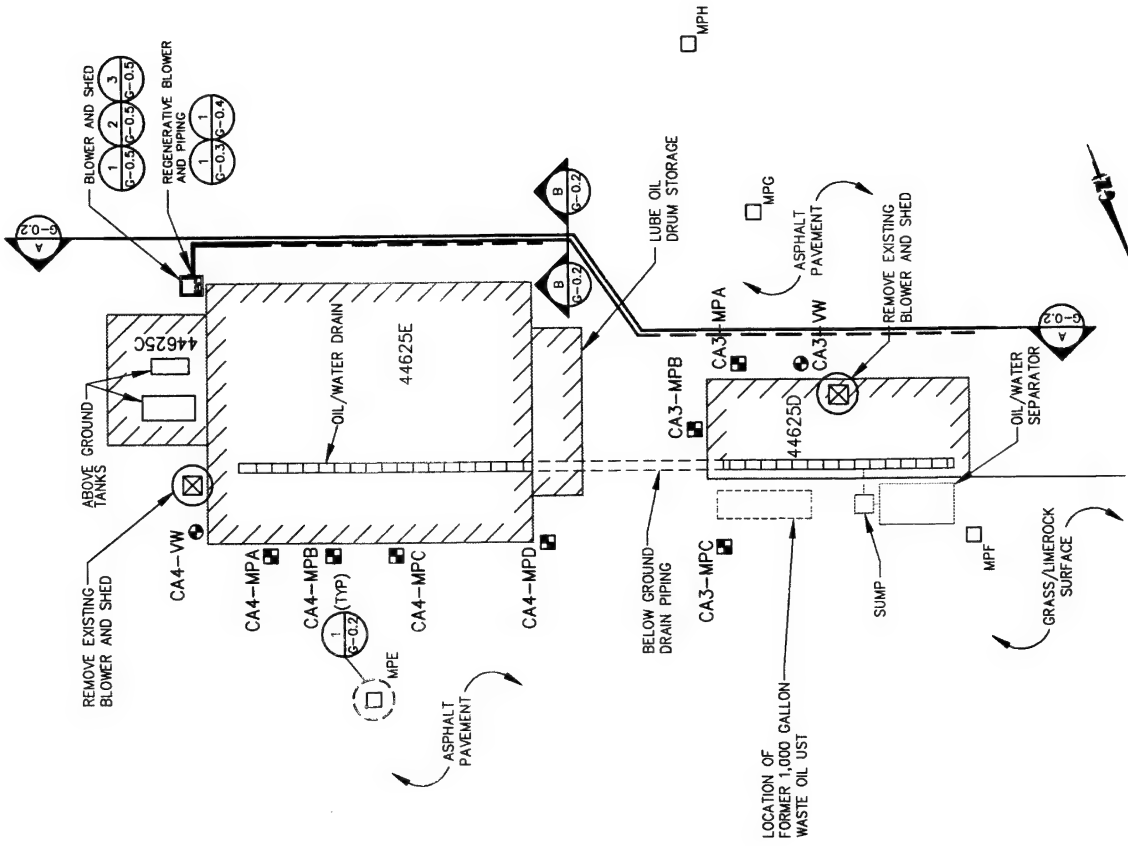 MPH
BLOWER AND SHED
1
G-0.5
2
G-0.5
3
G-0.5
REGENERATIVE BLOWER
AND PIPING
1
G-0.3
1
G-0.4
A
G-0.2
B
G-0.2
B
G-0.2
LUBE OIL
DRUM STORAGE
MPG
ASPHALT
PAVEMENT
REMOVE EXISTING
BLOWER AND SHED
A
G-0.2
ABOVE GROUND
TANKS
44625C
OIL/WATER DRAIN
44625E
CA3-MPA
CA3-VW
CA3-MPB
44625D
OIL/WATER
SEPARATOR
REMOVE EXISTING
BLOWER AND SHED
CA4-VW
CA4-MPA
CA4-MPB
(TYP)
CA4-MPC
CA4-MPD
1
G-0.2
MPE
ASPHALT
PAVEMENT
BELOW GROUND
DRAIN PIPING
CA3-MPC
SUMP
MPF
GRASS/LIMEROCK
SURFACE
LOCATION OF
FORMER 1,000 GALLON
WASTE OIL UST